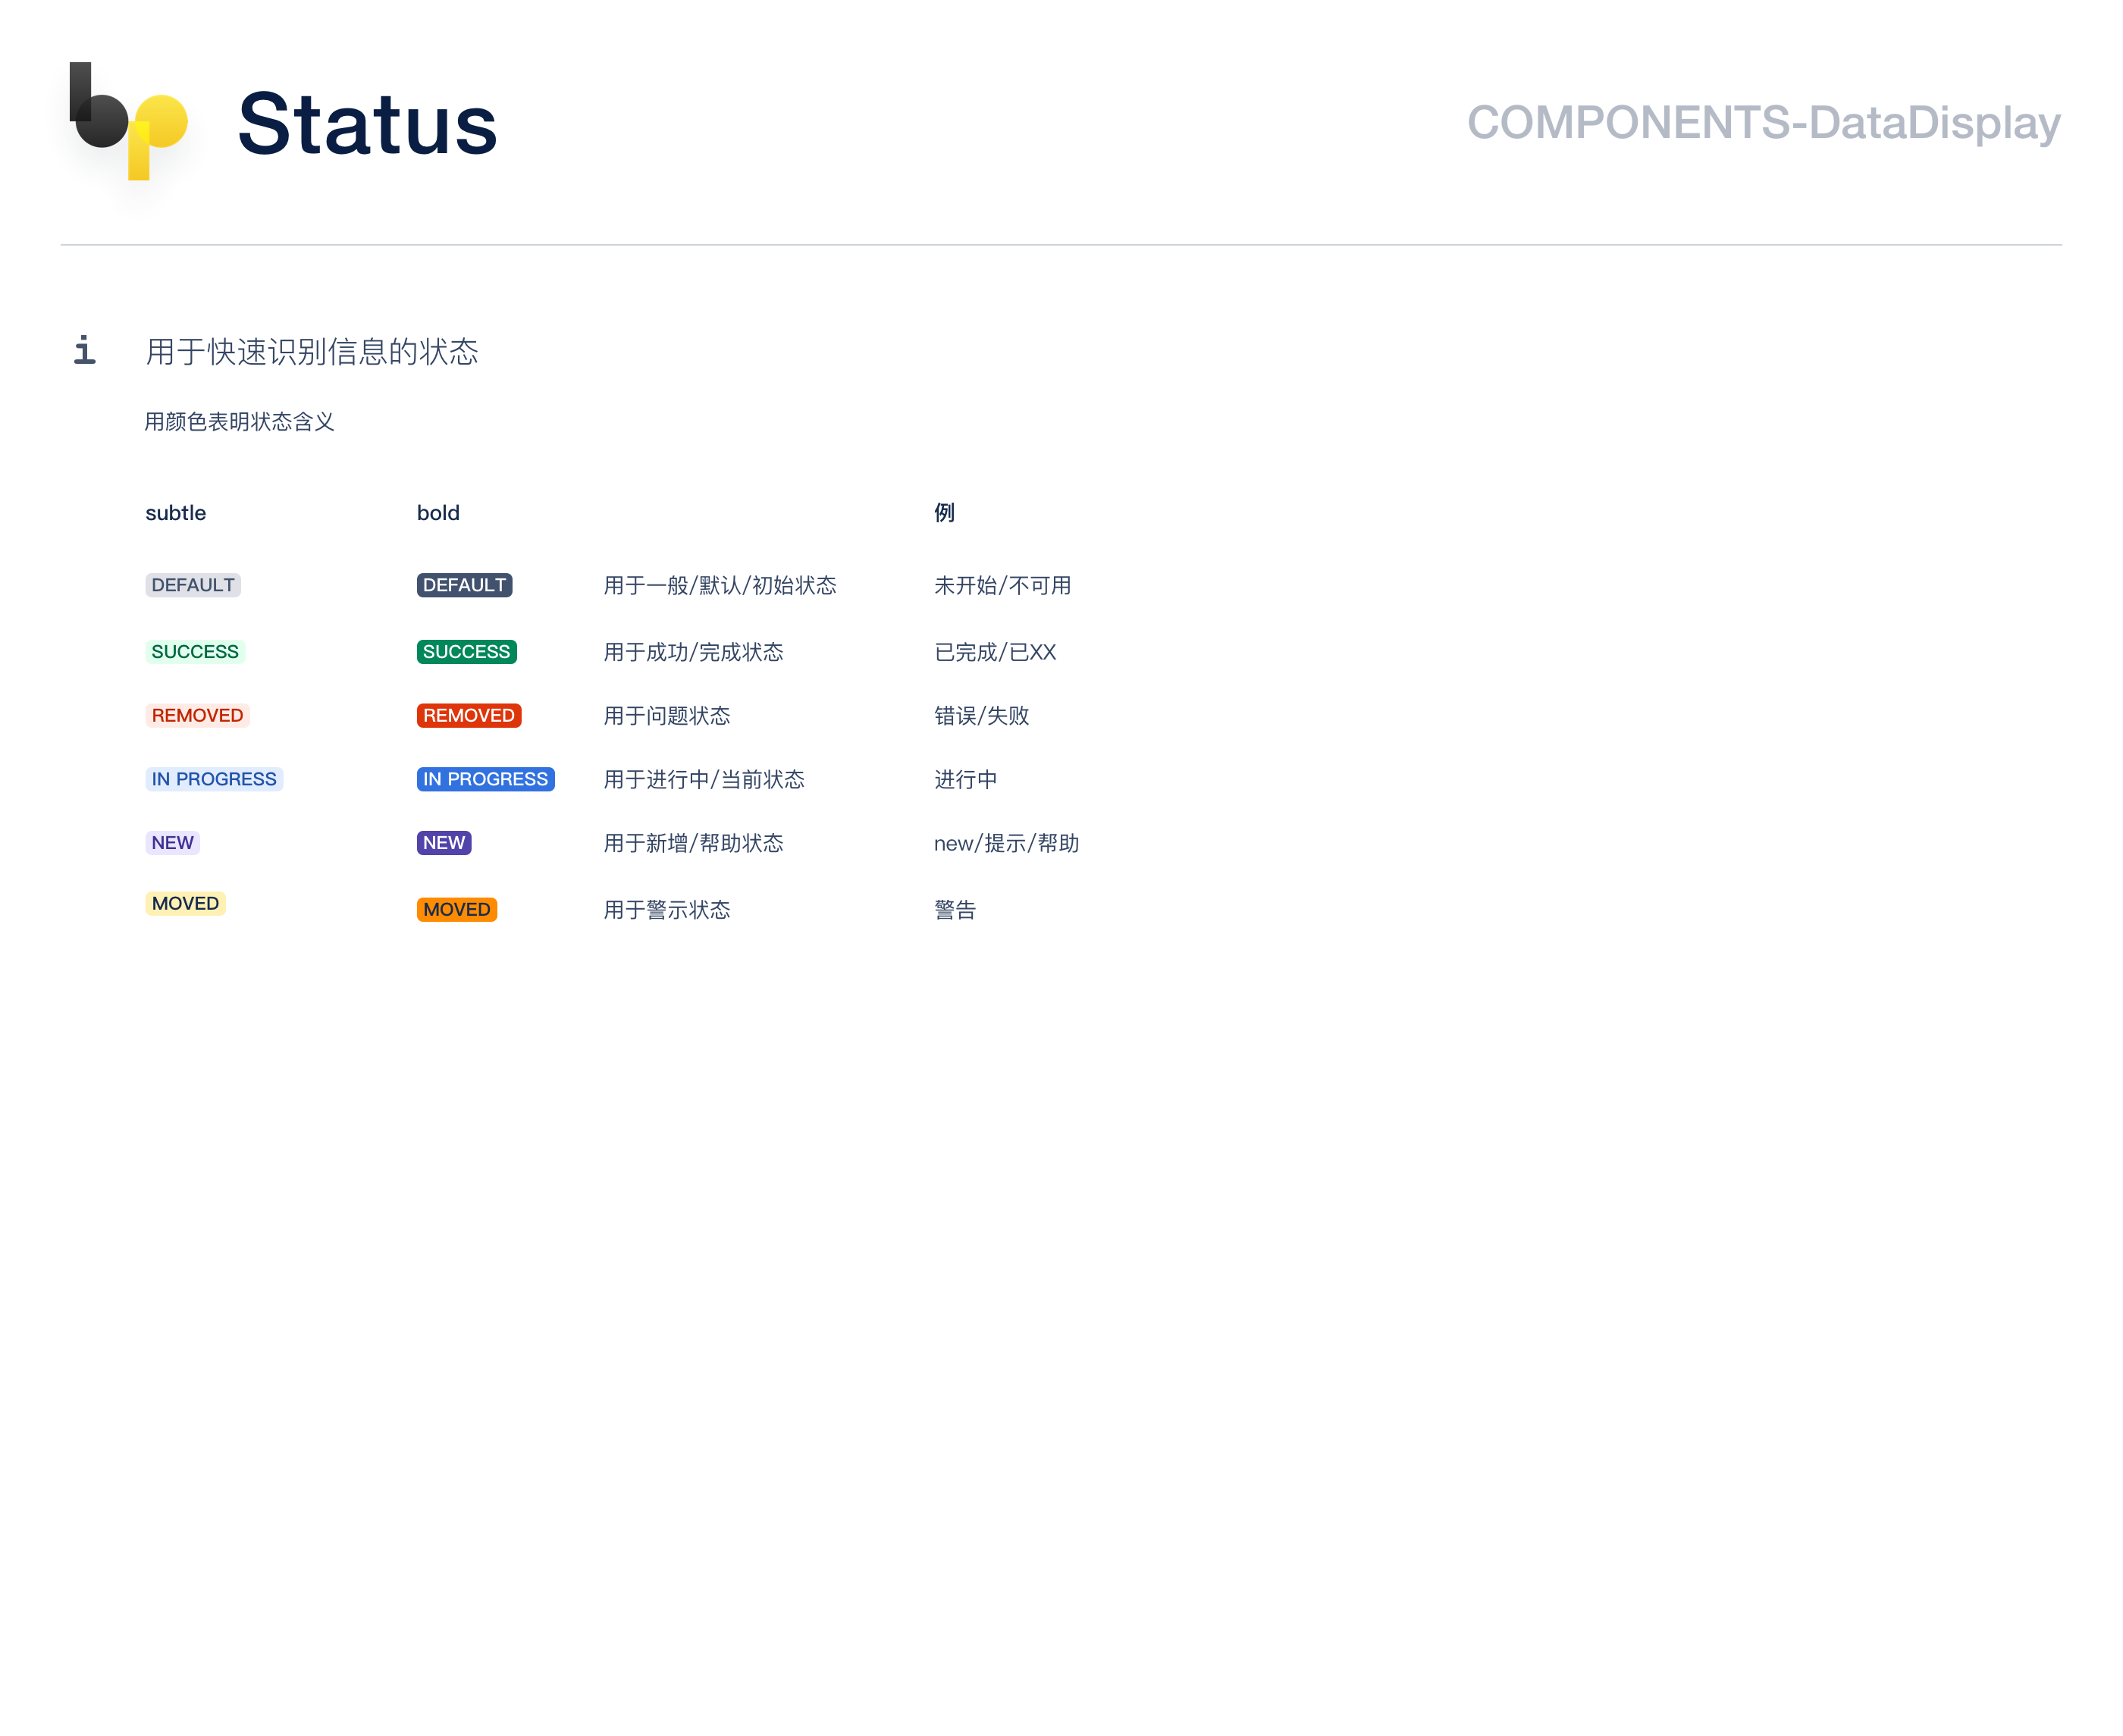 bp
Status
COMPONENTS-DataDisplay
i
用于快速识别信息的状态
用颜色表明状态含义
subtle bold 例
DEFAULT DEFAULT 用于一般/默认/初始状态 未开始/不可用
SUCCESS SUCCESS 用于成功/完成状态 已完成/已XX
REMOVED REMOVED 用于问题状态 错误/失败
IN PROGRESS IN PROGRESS 用于进行中/当前状态 进行中
NEW NEW 用于新增/帮助状态 new/提示/帮助
MOVED MOVED 用于警示状态 警告